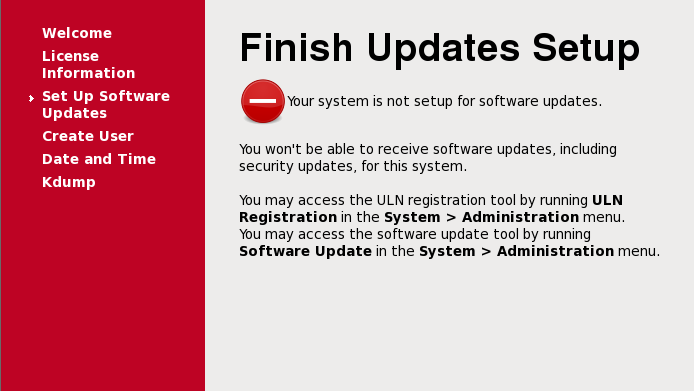 Welcome
License
Information
Set Up Software
Updates
Create User
Date and Time
Kdump
Finish Updates Setup
Your system is not setup for software updates.
You won't be able to receive software updates, including
security updates, for this system.
You may access the ULN registration tool by running ULN
Registration in the System > Administration menu.
You may access the software update tool by running
Software Update in the System > Administration menu.